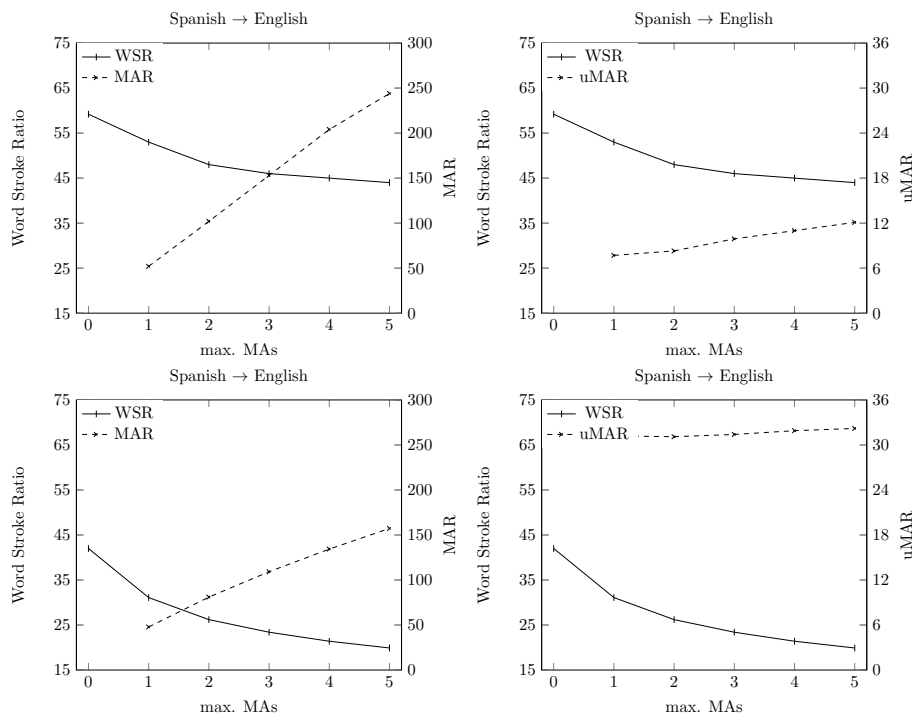 Spanish → English
75
65
55
45
35
25
15
Word Stroke Ratio
WSR
MAR
300
250
200
150
100
50
0
MAR
0 1 2 3 4 5
max. MAs
Spanish → English
75
65
55
45
35
25
15
Word Stroke Ratio
WSR
uMAR
36
30
24
18
12
6
0
uMAR
0 1 2 3 4 5
max. MAs
Spanish → English
75
65
55
45
35
25
15
Word Stroke Ratio
WSR
MAR
300
250
200
150
100
50
0
MAR
0 1 2 3 4 5
max. MAs
Spanish → English
75
65
55
45
35
25
15
Word Stroke Ratio
WSR
uMAR
36
30
24
18
12
6
0
uMAR
0 1 2 3 4 5
max. MAs